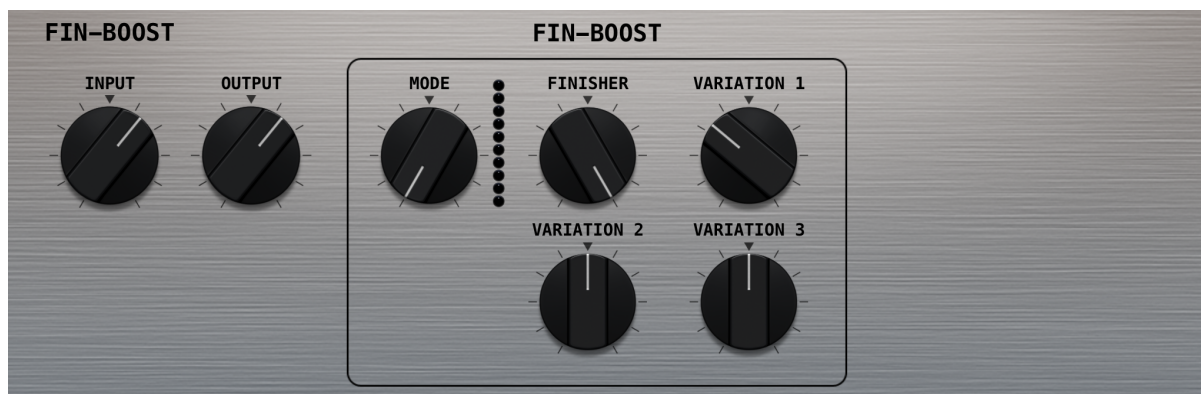 FIN–BOOST
FIN–BOOST
INPUT
OUTPUT
MODE
FINISHER
VARIATION 1
VARIATION 2
VARIATION 3